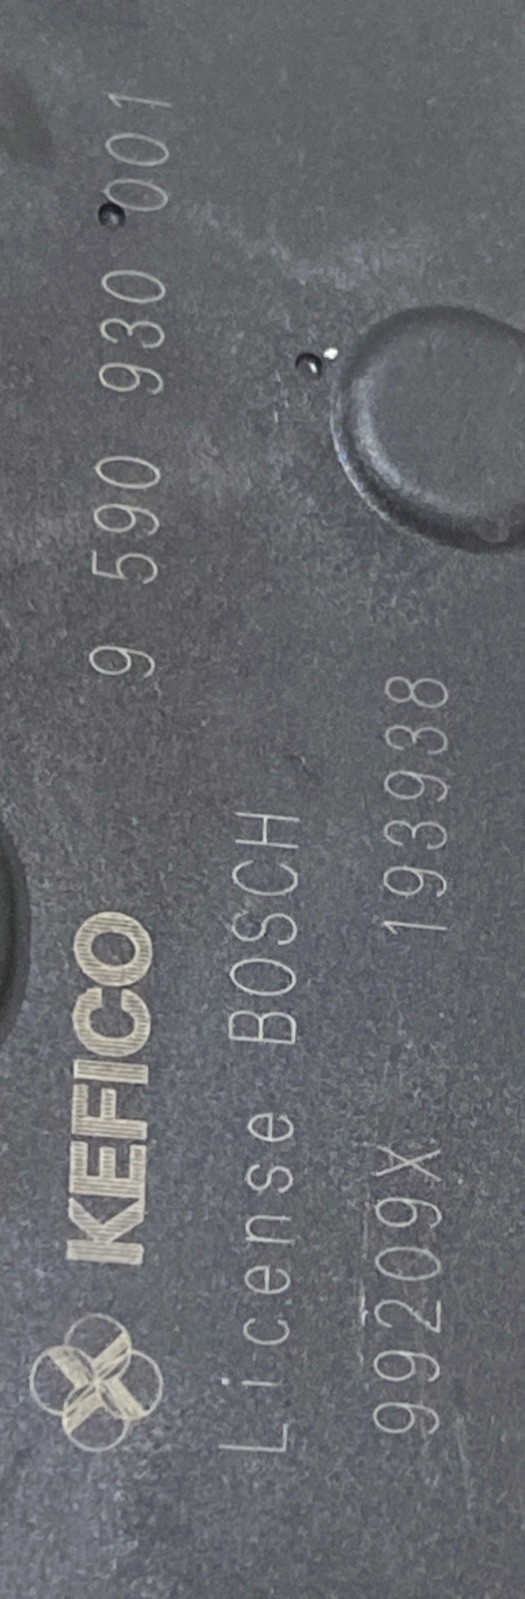 KEFICO 9 590 930 001
License BOSCH
99209X 193938